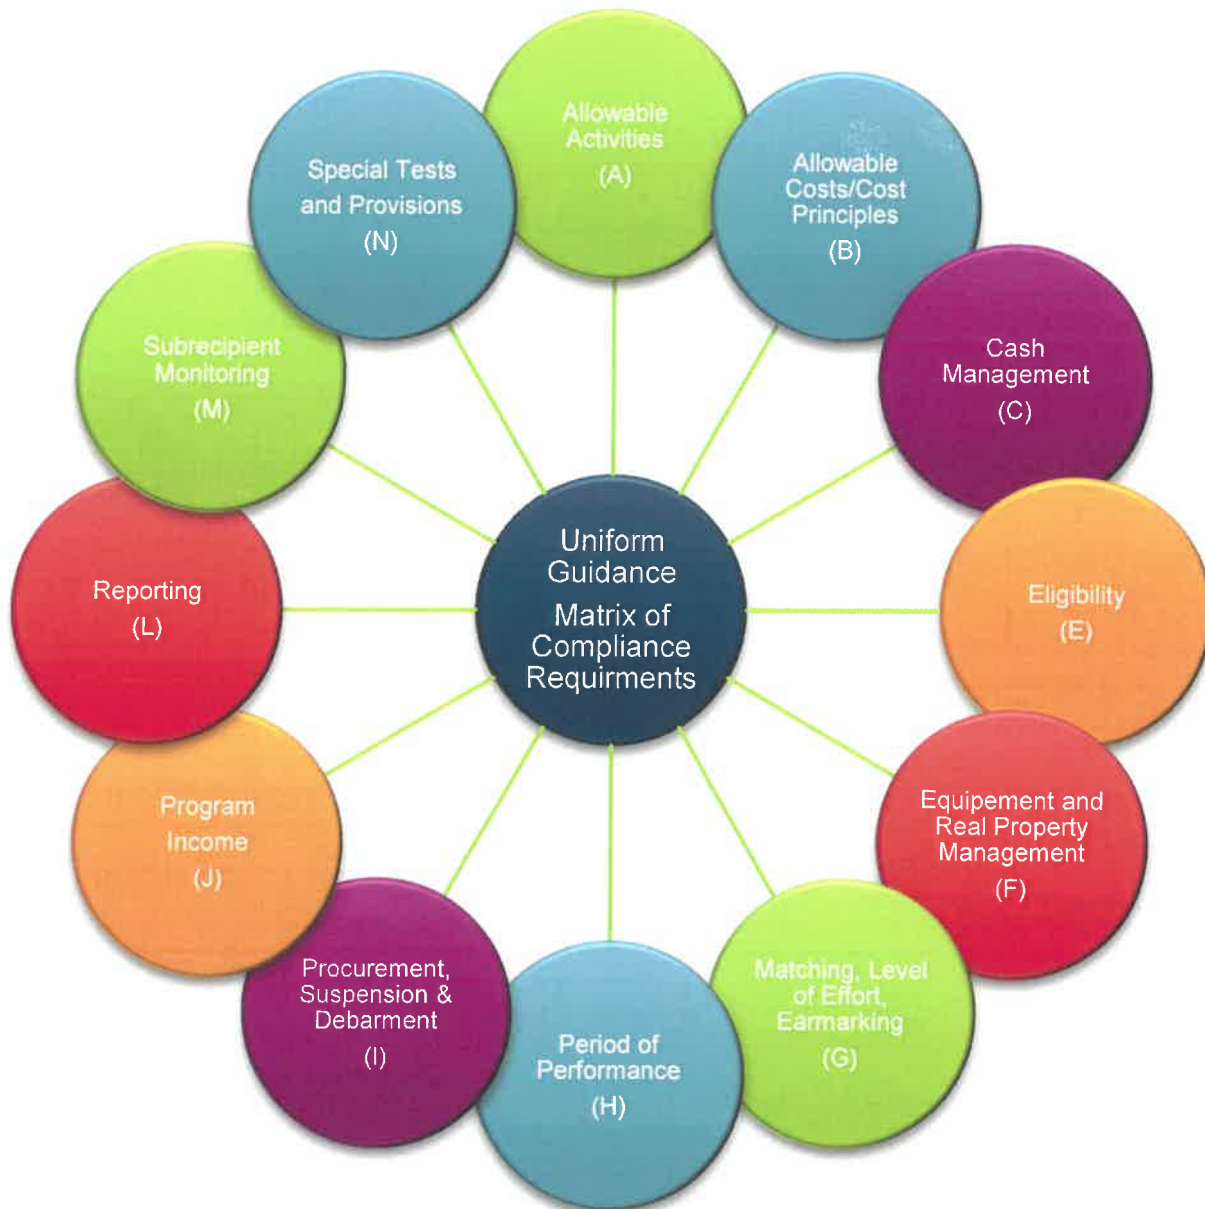 Allowable
Activities
(A)
Allowable
Costs/Cost
Principles
(B)
Cash
Management
(C)
Eligibility
(E)
Equipement and
Real Property
Management
(F)
Matching, Level
of Effort,
Earmarking
(G)
Period of
Performance
(H)
Procurement,
Suspension &
Debarment
(I)
Program
Income
(J)
Reporting
(L)
Subrecipient
Monitoring
(M)
Special Tests
and Provisions
(N)
Uniform
Guidance
Matrix of
Compliance
Requirments